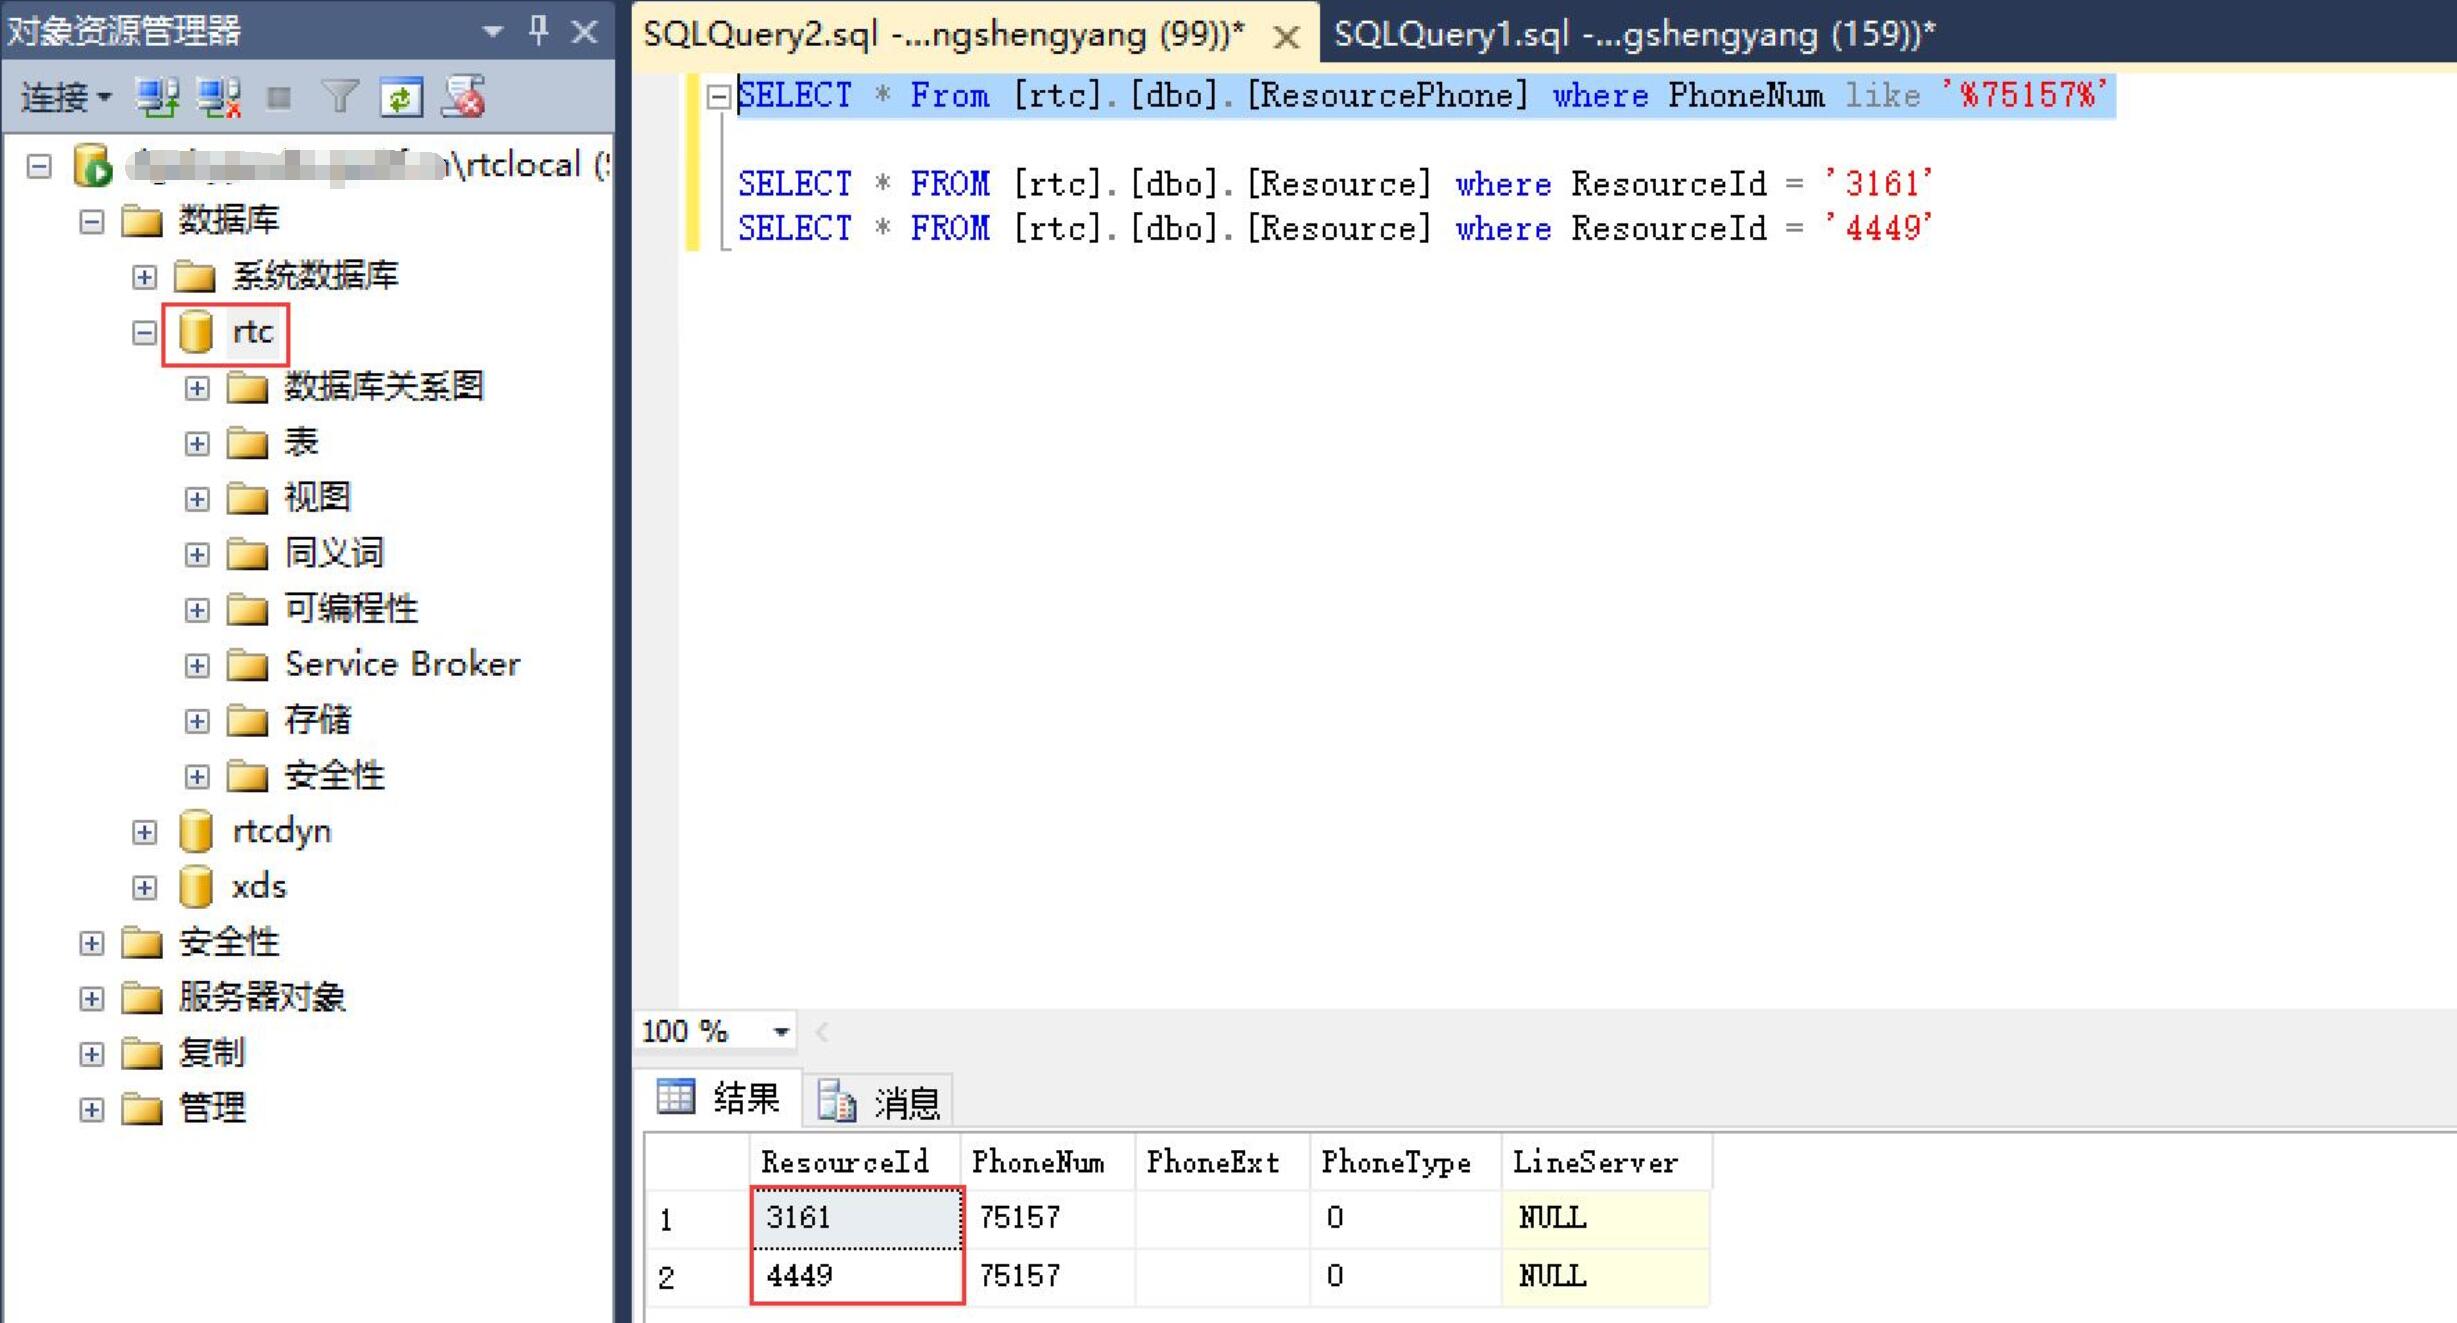 对象资源管理器
连接
\rtclocal (
数据库
系统数据库
rtc
数据库关系图
表
视图
同义词
可编程性
Service Broker
存储
安全性
rtcdyn
xds
安全性
服务器对象
复制
管理
SQLQuery2.sql -...ngshengyang (99))* SQLQuery1.sql -...gshengyang (159))*
SELECT * From [rtc].[dbo].[ResourcePhone] where PhoneNum like '%75157%'
SELECT * FROM [rtc].[dbo].[Resource] where ResourceId = '3161'
SELECT * FROM [rtc].[dbo].[Resource] where ResourceId = '4449'
100 %
结果 消息
ResourceId PhoneNum PhoneExt PhoneType LineServer
1 3161 75157 0 NULL
2 4449 75157 0 NULL